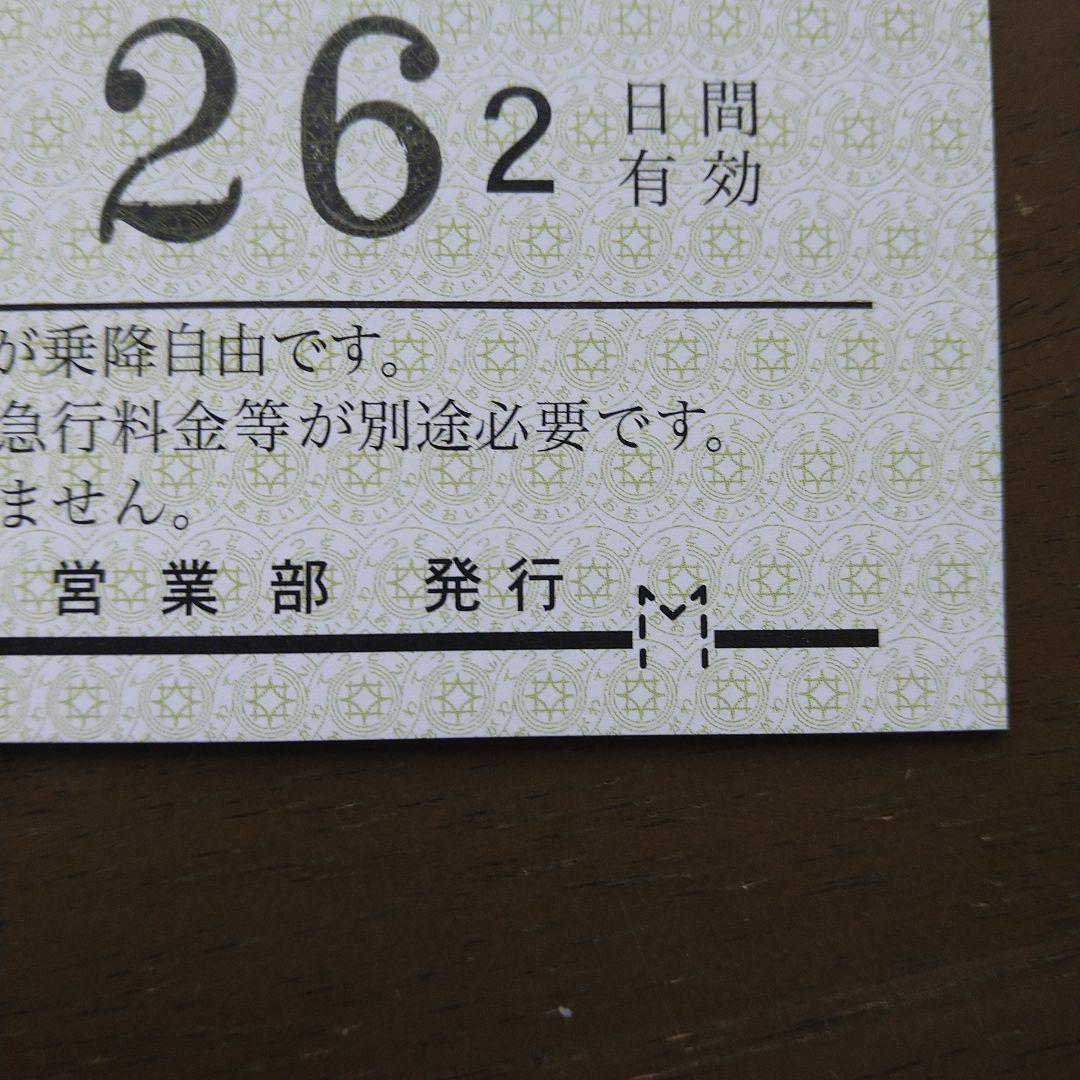 26 2 日間
有効
が乗降自由です。
急行料金等が別途必要です。
ません。
営業部 発行